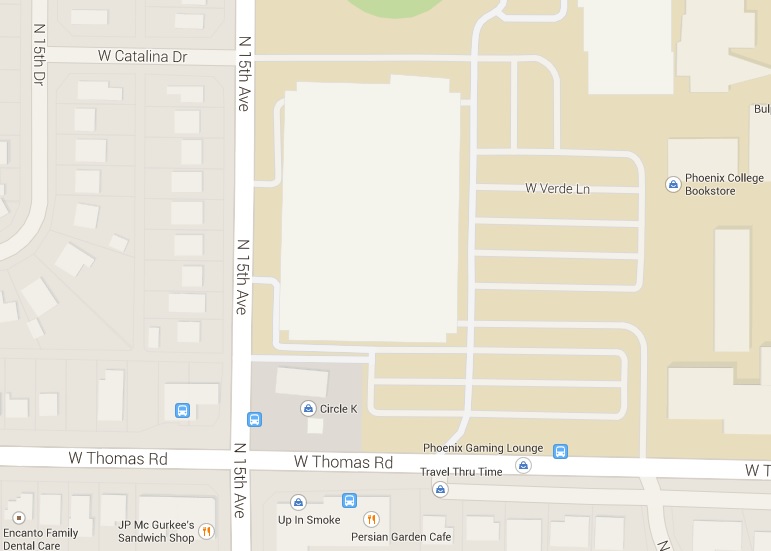 N 15th Dr
W Catalina Dr
N 15th Ave
Bul
Phoenix College
Bookstore
W Verde Ln
N 15th Ave
Circle K
W Thomas Rd
N 15th Ave
W Thomas Rd
Phoenix Gaming Lounge
Travel Thru Time
W T
Encanto Family
Dental Care
JP Mc Gurkee's
Sandwich Shop
Up In Smoke
Persian Garden Cafe
N